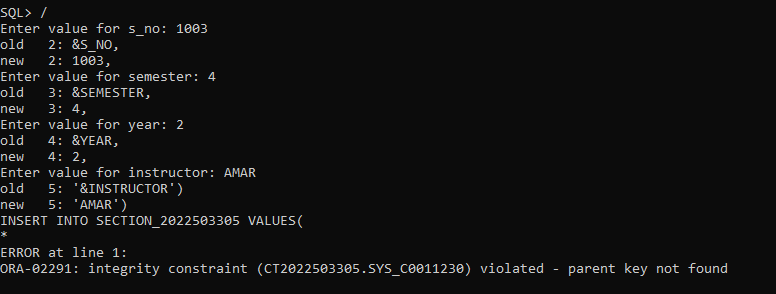 SQL> /
Enter value for s_no: 1003
old   2: &S_NO,
new   2: 1003,
Enter value for semester: 4
old   3: &SEMESTER,
new   3: 4,
Enter value for year: 2
old   4: &YEAR,
new   4: 2,
Enter value for instructor: AMAR
old   5: '&INSTRUCTOR')
new   5: 'AMAR')
INSERT INTO SECTION_2022503305 VALUES(
*
ERROR at line 1:
ORA-02291: integrity constraint (CT2022503305.SYS_C0011230) violated - parent key not found